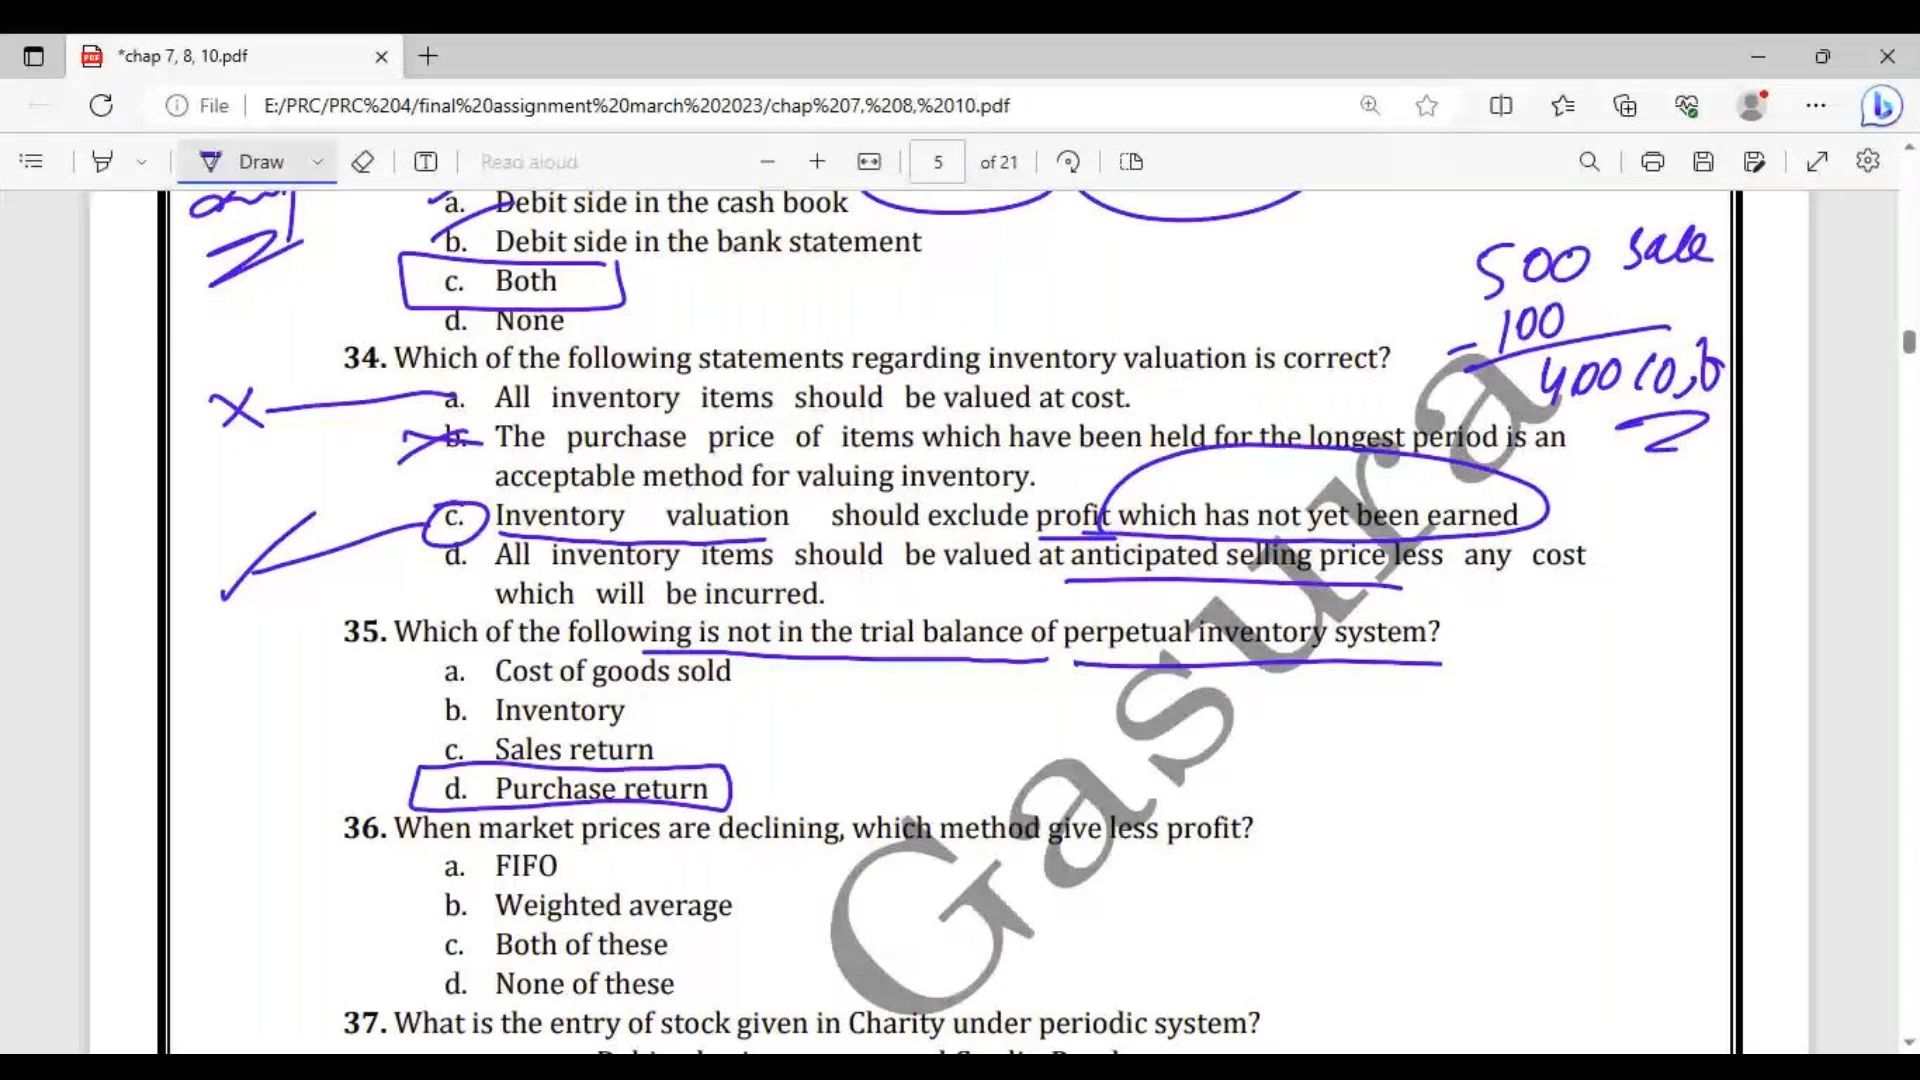 *chap 7, 8, 10.pdf
File
E:/PRC/PRC%204/final%20assignment%20march%202023/chap%207,%208,%2010.pdf
Draw
Read aloud
5
of 21
a. Debit side in the cash book
b. Debit side in the bank statement
c. Both
d. None
500 sale
- 100
400
34. Which of the following statements regarding inventory valuation is correct?
a. All inventory items should be valued at cost.
b. The purchase price of items which have been held for the longest period is an
acceptable method for valuing inventory.
c. Inventory valuation should exclude profit which has not yet been earned
d. All inventory items should be valued at anticipated selling price less any cost
which will be incurred.
35. Which of the following is not in the trial balance of perpetual inventory system?
a. Cost of goods sold
b. Inventory
c. Sales return
d. Purchase return
36. When market prices are declining, which method give less profit?
a. FIFO
b. Weighted average
c. Both of these
d. None of these
37. What is the entry of stock given in Charity under periodic system?
Gasura